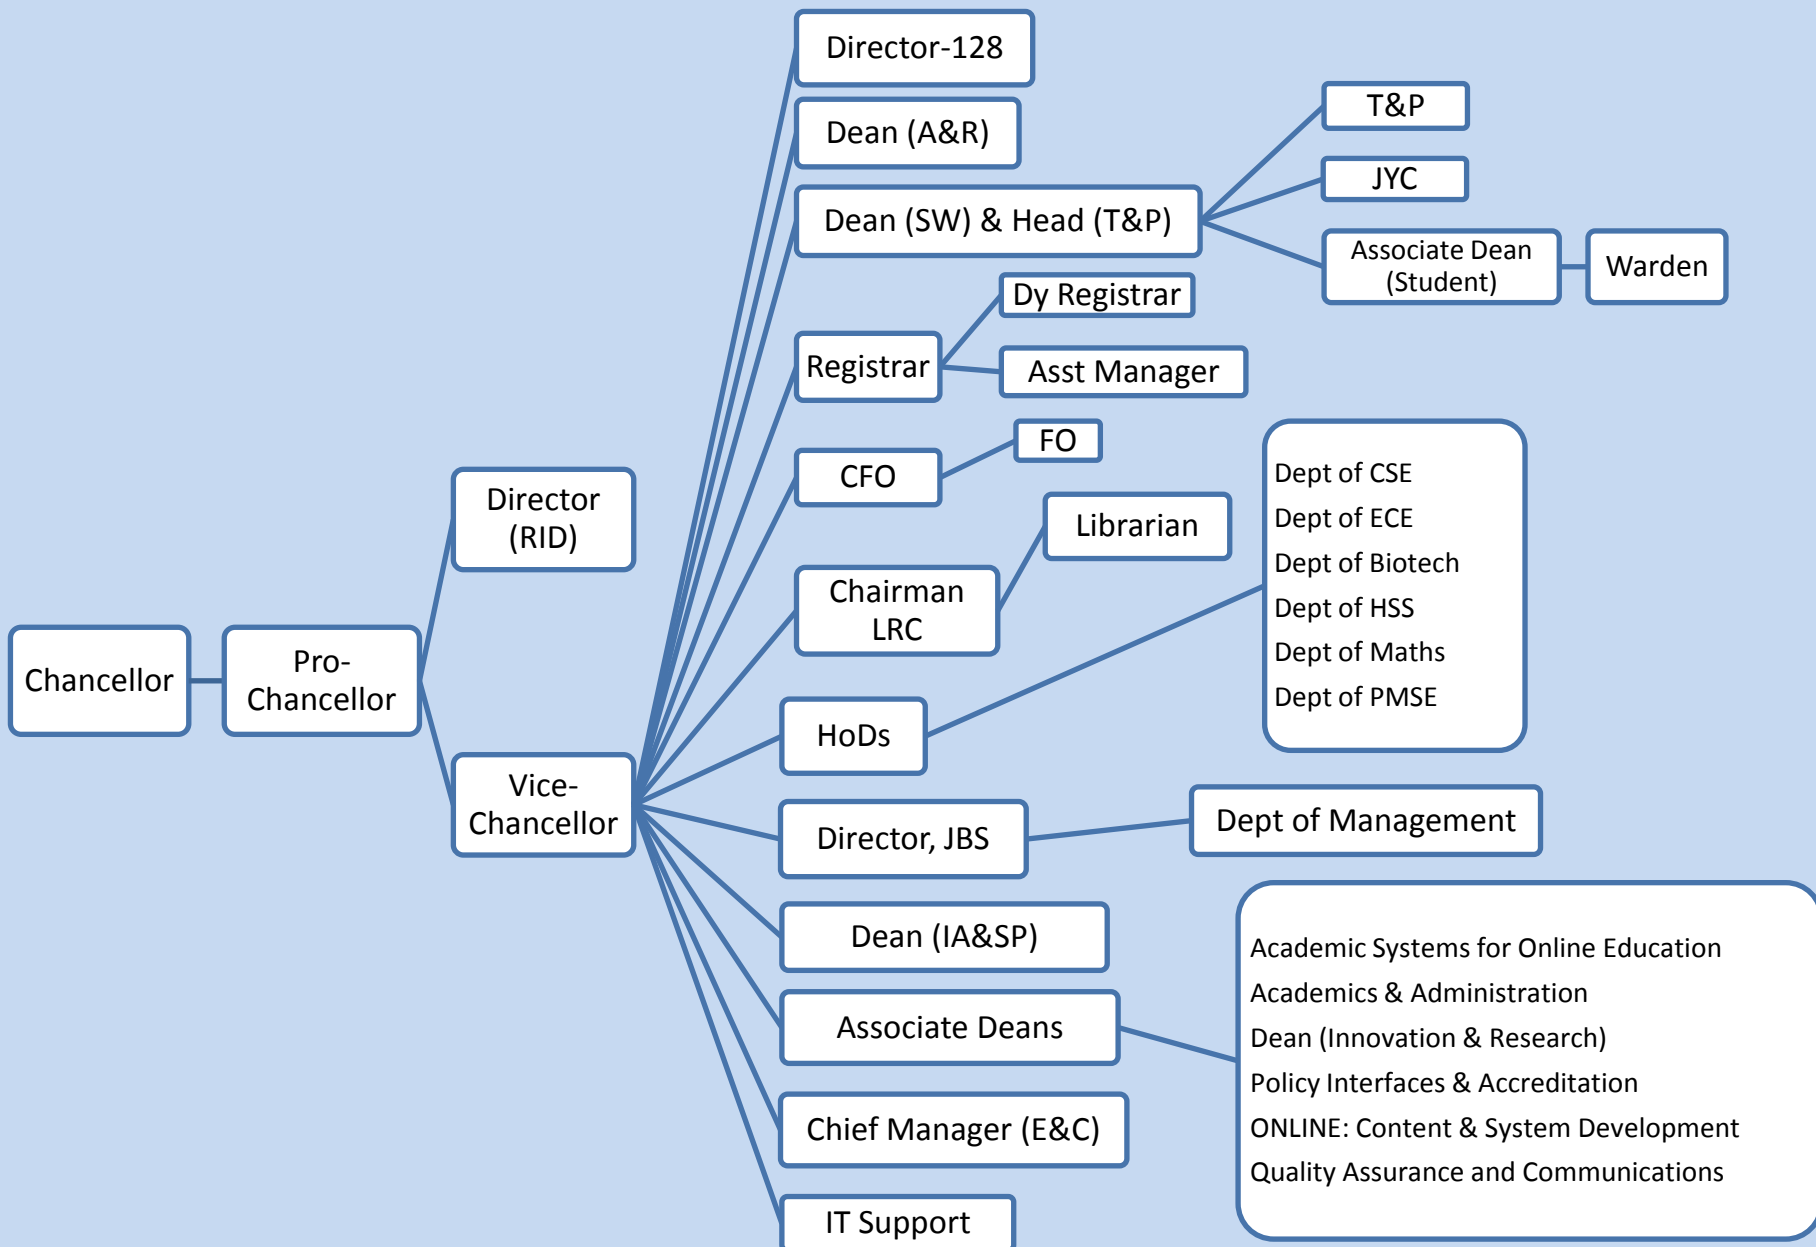 Chancellor
Pro-
Chancellor
Director
(RID)
Vice-
Chancellor
Director-128
Dean (A&R)
Dean (SW) & Head (T&P)
T&P
JYC
Associate Dean
(Student)
Warden
Registrar
Dy Registrar
Asst Manager
CFO
FO
Chairman
LRC
Librarian
HoDs
Dept of CSE
Dept of ECE
Dept of Biotech
Dept of HSS
Dept of Maths
Dept of PMSE
Director, JBS
Dept of Management
Dean (IA&SP)
Associate Deans
Academic Systems for Online Education
Academics & Administration
Dean (Innovation & Research)
Policy Interfaces & Accreditation
ONLINE: Content & System Development
Quality Assurance and Communications
Chief Manager (E&C)
IT Support